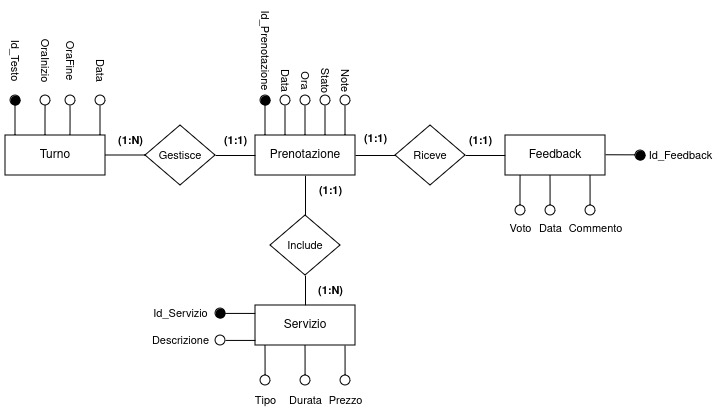 Id_Testo
OraInizio
OraFine
Data
Id_Prenotazione
Data
Ora
Stato
Note
(1:N)
(1:1)
(1:1)
(1:1)
Turno
Gestisce
Prenotazione
Riceve
Feedback
Id_Feedback
(1:1)
Voto
Data
Commento
Include
(1:N)
Id_Servizio
Servizio
Descrizione
Tipo
Durata
Prezzo